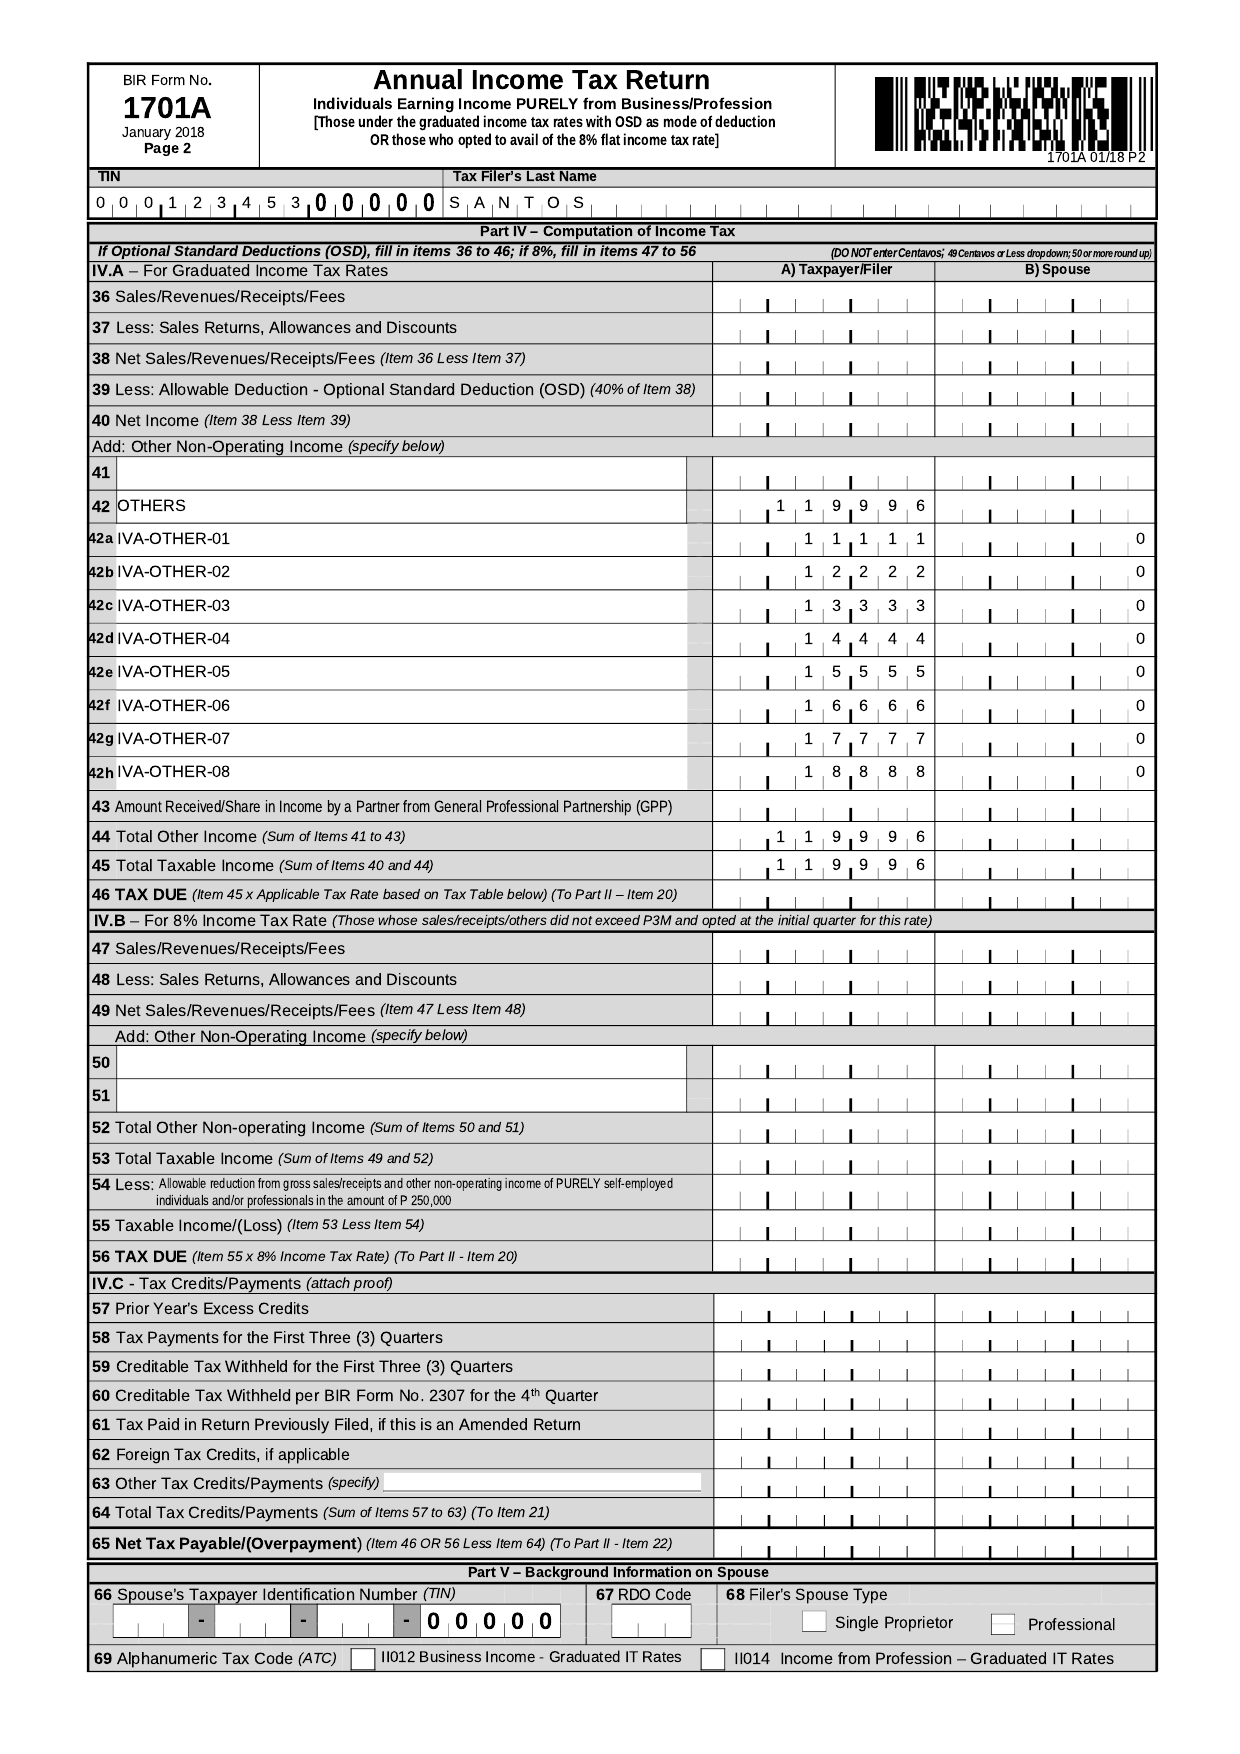 BIR Form No.
1701A
January 2018
Page 2
Annual Income Tax Return
Individuals Earning Income PURELY from Business/Profession
[Those under the graduated income tax rates with OSD as mode of deduction
OR those who opted to avail of the 8% flat income tax rate]
1701A 01/18 P2
TIN Tax Filer's Last Name
0 0 0 1 2 3 4 5 3 0 0 0 0 0 S A N T O S
Part IV – Computation of Income Tax
If Optional Standard Deductions (OSD), fill in items 36 to 46; if 8%, fill in items 47 to 56 (DO NOT enter Centavos; 49 Centavos or Less drop down; 50 or more round up)
IV.A – For Graduated Income Tax Rates A) Taxpayer/Filer B) Spouse
36 Sales/Revenues/Receipts/Fees
37 Less: Sales Returns, Allowances and Discounts
38 Net Sales/Revenues/Receipts/Fees (Item 36 Less Item 37)
39 Less: Allowable Deduction - Optional Standard Deduction (OSD) (40% of Item 38)
40 Net Income (Item 38 Less Item 39)
Add: Other Non-Operating Income (specify below)
41
42 OTHERS 1 1 9 9 9 6
42a IVA-OTHER-01 1 1 1 1 1 0
42b IVA-OTHER-02 1 2 2 2 2 0
42c IVA-OTHER-03 1 3 3 3 3 0
42d IVA-OTHER-04 1 4 4 4 4 0
42e IVA-OTHER-05 1 5 5 5 5 0
42f IVA-OTHER-06 1 6 6 6 6 0
42g IVA-OTHER-07 1 7 7 7 7 0
42h IVA-OTHER-08 1 8 8 8 8 0
43 Amount Received/Share in Income by a Partner from General Professional Partnership (GPP)
44 Total Other Income (Sum of Items 41 to 43) 1 1 9 9 9 6
45 Total Taxable Income (Sum of Items 40 and 44) 1 1 9 9 9 6
46 TAX DUE (Item 45 x Applicable Tax Rate based on Tax Table below) (To Part II – Item 20)
IV.B – For 8% Income Tax Rate (Those whose sales/receipts/others did not exceed P3M and opted at the initial quarter for this rate)
47 Sales/Revenues/Receipts/Fees
48 Less: Sales Returns, Allowances and Discounts
49 Net Sales/Revenues/Receipts/Fees (Item 47 Less Item 48)
Add: Other Non-Operating Income (specify below)
50
51
52 Total Other Non-operating Income (Sum of Items 50 and 51)
53 Total Taxable Income (Sum of Items 49 and 52)
54 Less: Allowable reduction from gross sales/receipts and other non-operating income of PURELY self-employed
individuals and/or professionals in the amount of P 250,000
55 Taxable Income/(Loss) (Item 53 Less Item 54)
56 TAX DUE (Item 55 x 8% Income Tax Rate) (To Part II - Item 20)
IV.C - Tax Credits/Payments (attach proof)
57 Prior Year's Excess Credits
58 Tax Payments for the First Three (3) Quarters
59 Creditable Tax Withheld for the First Three (3) Quarters
60 Creditable Tax Withheld per BIR Form No. 2307 for the 4th Quarter
61 Tax Paid in Return Previously Filed, if this is an Amended Return
62 Foreign Tax Credits, if applicable
63 Other Tax Credits/Payments (specify)
64 Total Tax Credits/Payments (Sum of Items 57 to 63) (To Item 21)
65 Net Tax Payable/(Overpayment) (Item 46 OR 56 Less Item 64) (To Part II - Item 22)
Part V – Background Information on Spouse
66 Spouse's Taxpayer Identification Number (TIN) 67 RDO Code 68 Filer's Spouse Type
- - - 0 0 0 0 0 Single Proprietor Professional
69 Alphanumeric Tax Code (ATC) II012 Business Income - Graduated IT Rates II014 Income from Profession – Graduated IT Rates